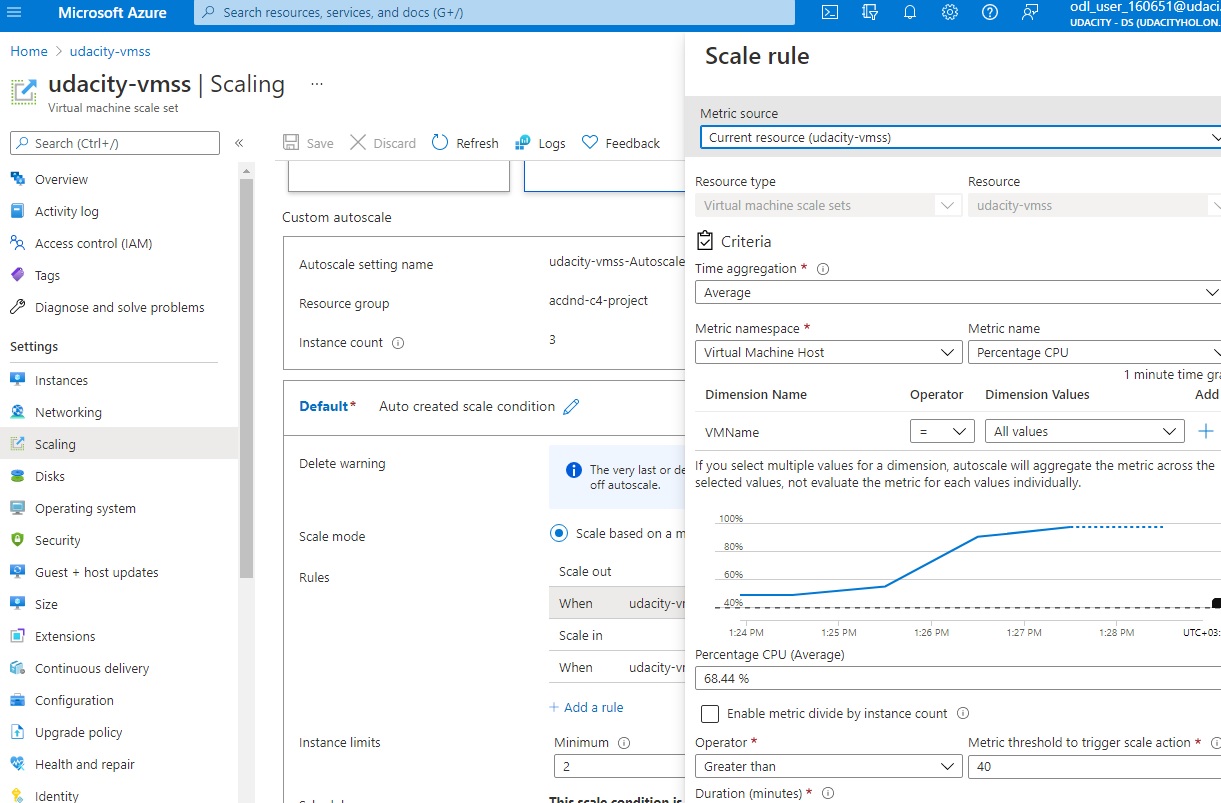 Microsoft Azure
Search resources, services, and docs (G+/)
odl_user_160651@udaci
UDACITY - DS (UDACITYHOL.ON
Home > udacity-vmss
udacity-vmss | Scaling ...
Virtual machine scale set
Search (Ctrl+/)
«
Overview
Activity log
Access control (IAM)
Tags
Diagnose and solve problems
Settings
Instances
Networking
Scaling
Disks
Operating system
Security
Guest + host updates
Size
Extensions
Continuous delivery
Configuration
Upgrade policy
Health and repair
Identity
Save Discard Refresh Logs Feedback
Custom autoscale
Autoscale setting name udacity-vmss-Autoscale
Resource group acdnd-c4-project
Instance count 3
Default* Auto created scale condition
Delete warning
The very last or de
off autoscale.
Scale mode Scale based on a m
Rules
Scale out
When udacity-vm
Scale in
When udacity-vm
+ Add a rule
Instance limits
Minimum
2
This scale condition is
Scale rule
Metric source
Current resource (udacity-vmss)
Resource type Resource
Virtual machine scale sets udacity-vmss
Criteria
Time aggregation *
Average
Metric namespace * Metric name
Virtual Machine Host Percentage CPU
1 minute time gra
Dimension Name Operator Dimension Values Add
VMName = All values +
If you select multiple values for a dimension, autoscale will aggregate the metric across the
selected values, not evaluate the metric for each values individually.
100%
80%
60%
40%
1:24 PM 1:25 PM 1:26 PM 1:27 PM 1:28 PM UTC+03:
Percentage CPU (Average)
68.44 %
Enable metric divide by instance count
Operator * Metric threshold to trigger scale action *
Greater than 40
Duration (minutes) *